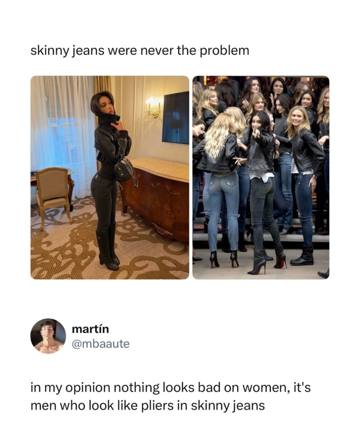 skinny jeans were never the problem
martín
@mbaaute
in my opinion nothing looks bad on women, it's
men who look like pliers in skinny jeans